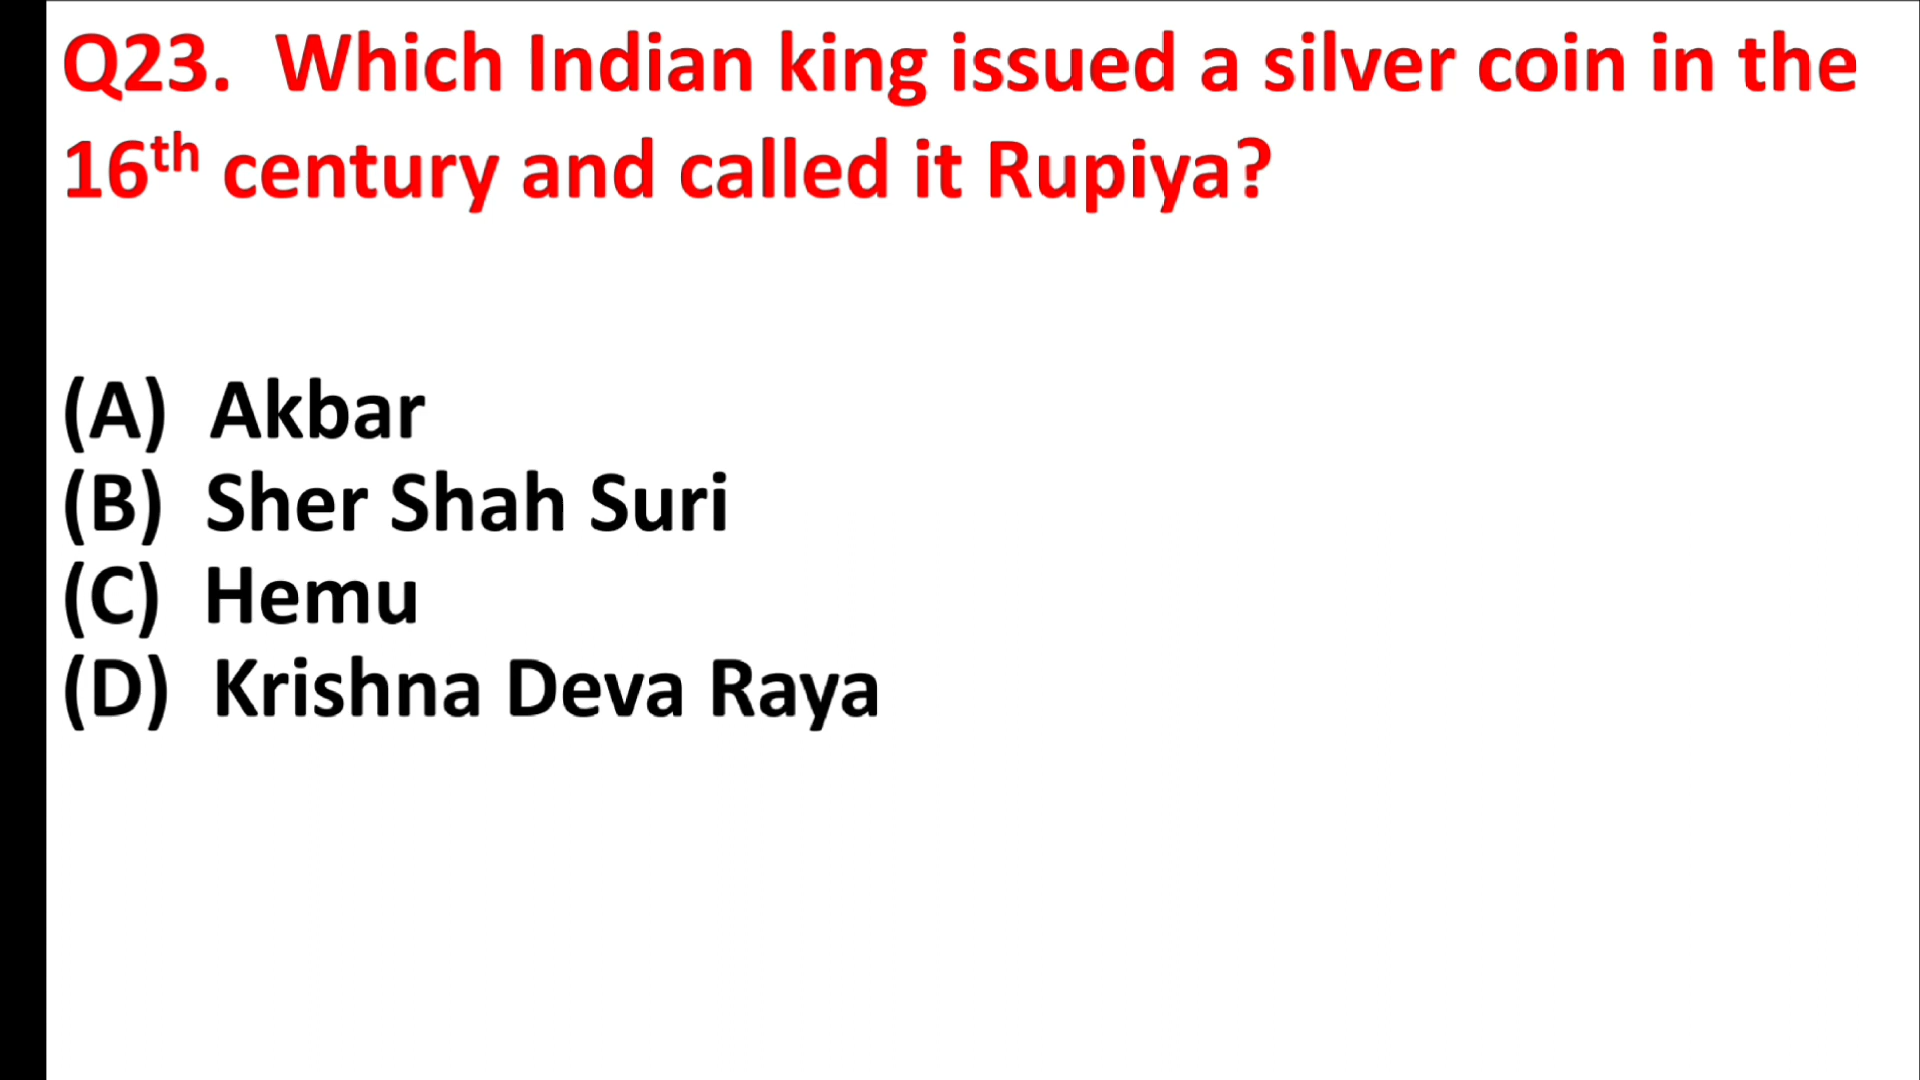 Q23. Which Indian king issued a silver coin in the
16th century and called it Rupiya?
(A) Akbar
(B) Sher Shah Suri
(C) Hemu
(D) Krishna Deva Raya